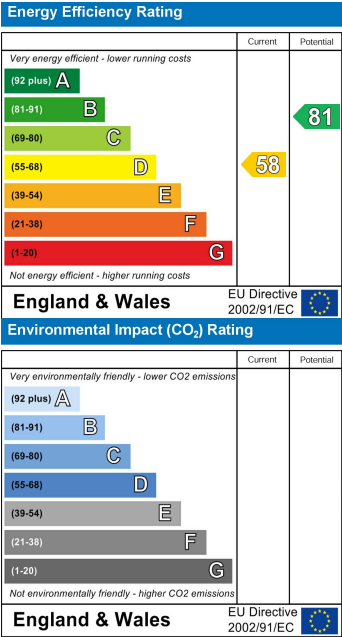 Energy Efficiency Rating
Current Potential
Very energy efficient - lower running costs
(92 plus) A
(81-91) B
81
(69-80) C
(55-68) D
58
(39-54) E
(21-38) F
(1-20) G
Not energy efficient - higher running costs
England & Wales
EU Directive
2002/91/EC
Environmental Impact (CO₂) Rating
Current Potential
Very environmentally friendly - lower CO2 emissions
(92 plus) A
(81-91) B
(69-80) C
(55-68) D
(39-54) E
(21-38) F
(1-20) G
Not environmentally friendly - higher CO2 emissions
England & Wales
EU Directive
2002/91/EC